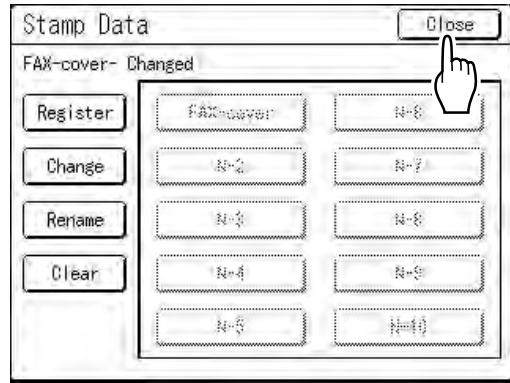 Stamp Data Close
FAX-cover- Changed
Register FAX-cover N-6
Change N-2 N-7
Rename N-3 N-8
Clear N-4 N-9
N-5 N-10